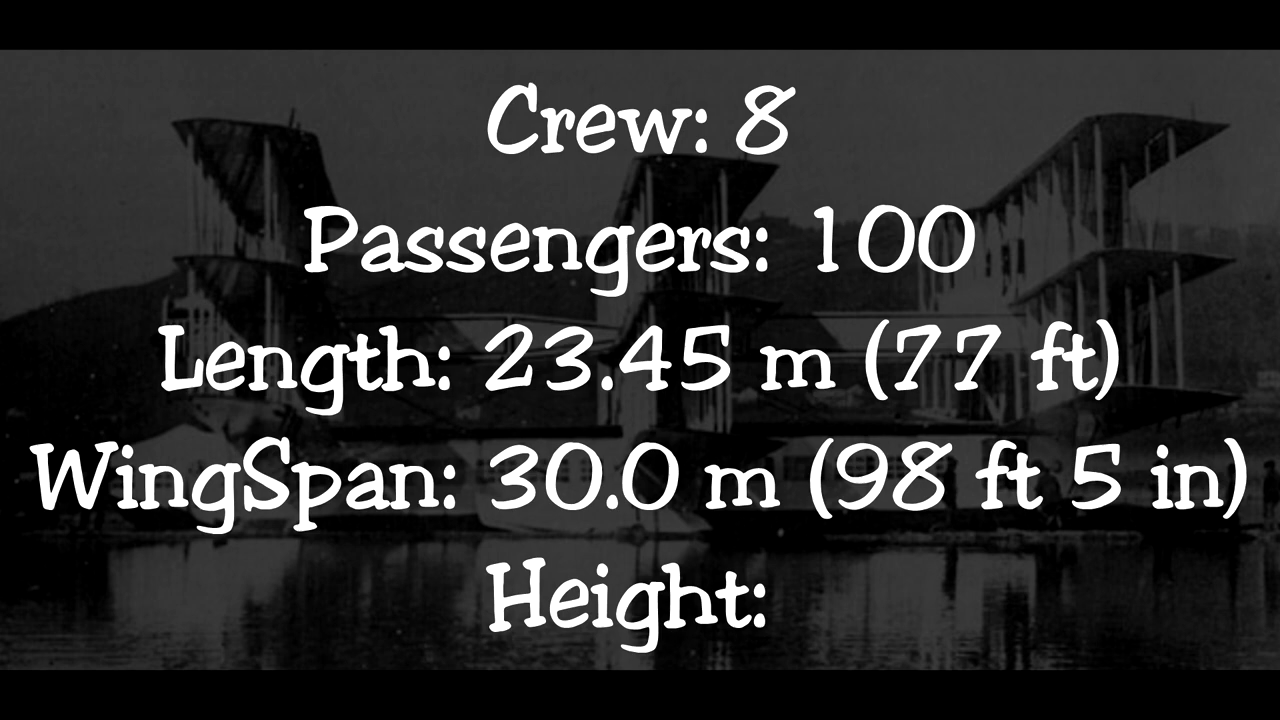 Crew: 8
Passengers: 100
Length: 23.45 m (77 ft)
WingSpan: 30.0 m (98 ft 5 in)
Height: